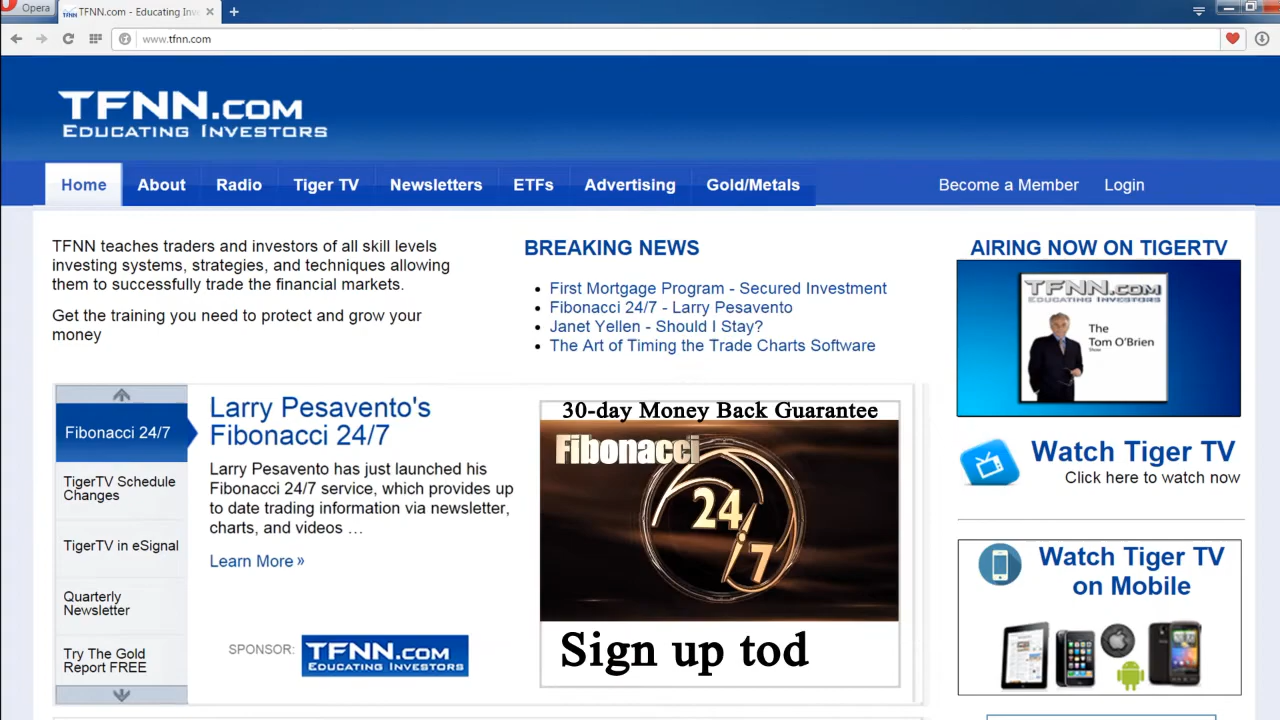 Opera
TFNN.com - Educating Inv
www.tfnn.com
TFNN.COM
EDUCATING INVESTORS
Home
About
Radio
Tiger TV
Newsletters
ETFs
Advertising
Gold/Metals
Become a Member
Login
TFNN teaches traders and investors of all skill levels
investing systems, strategies, and techniques allowing
them to successfully trade the financial markets.
Get the training you need to protect and grow your
money
BREAKING NEWS
First Mortgage Program - Secured Investment
Fibonacci 24/7 - Larry Pesavento
Janet Yellen - Should I Stay?
The Art of Timing the Trade Charts Software
AIRING NOW ON TIGERTV
TFNN.COM
EDUCATING INVESTORS
The
Tom O'Brien
Show
Watch Tiger TV
Click here to watch now
Watch Tiger TV
on Mobile
Fibonacci 24/7
TigerTV Schedule
Changes
TigerTV in eSignal
Quarterly
Newsletter
Try The Gold
Report FREE
Larry Pesavento's
Fibonacci 24/7
Larry Pesavento has just launched his
Fibonacci 24/7 service, which provides up
to date trading information via newsletter,
charts, and videos …
Learn More »
SPONSOR:
TFNN.COM
EDUCATING INVESTORS
30-day Money Back Guarantee
Fibonacci
24
7
Sign up tod